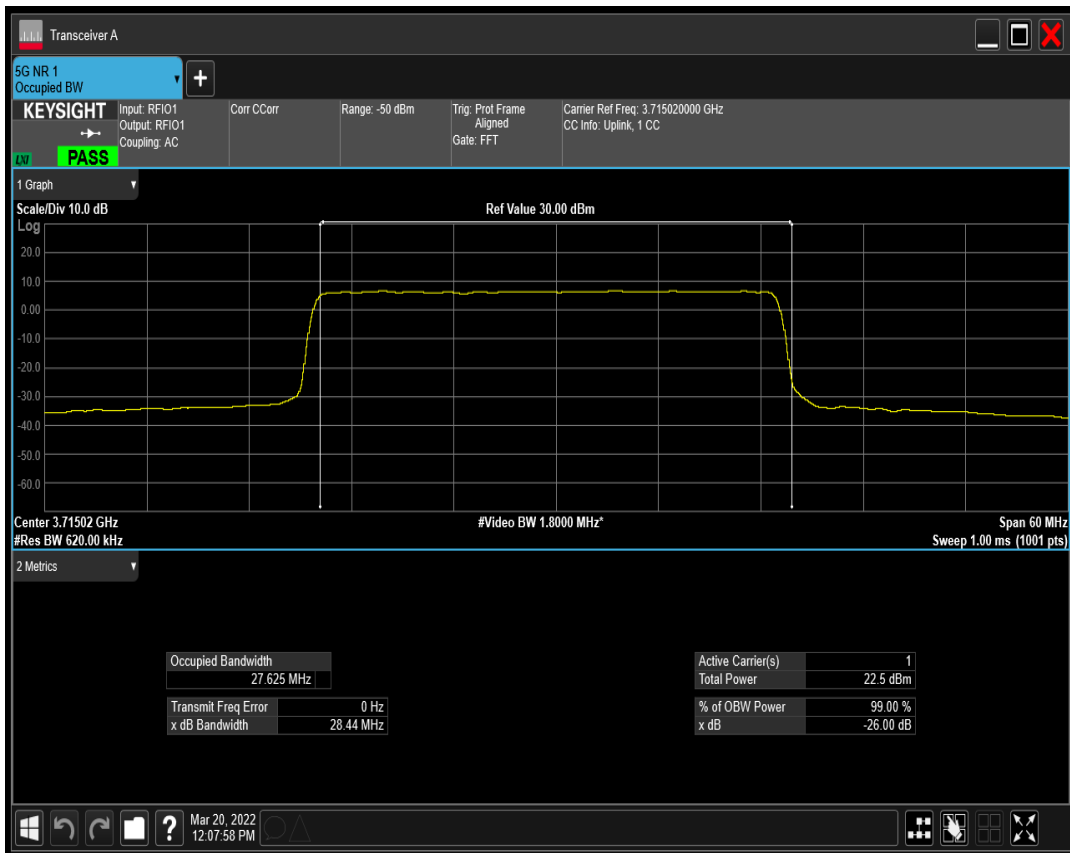 Transceiver A
5G NR 1
Occupied BW
+
KEYSIGHT
LXI
PASS
Input: RFIO1
Output: RFIO1
Coupling: AC
Corr CCorr
Range: -50 dBm
Trig: Prot Frame
Aligned
Gate: FFT
Carrier Ref Freq: 3.715020000 GHz
CC Info: Uplink, 1 CC
1 Graph
Scale/Div 10.0 dB
Ref Value 30.00 dBm
Log
20.0
10.0
0.00
-10.0
-20.0
-30.0
-40.0
-50.0
-60.0
Center 3.71502 GHz
#Video BW 1.8000 MHz*
Span 60 MHz
#Res BW 620.00 kHz
Sweep 1.00 ms (1001 pts)
2 Metrics
Occupied Bandwidth
27.625 MHz
Transmit Freq Error 0 Hz
x dB Bandwidth 28.44 MHz
Active Carrier(s) 1
Total Power 22.5 dBm
% of OBW Power 99.00 %
x dB -26.00 dB
?
Mar 20, 2022
12:07:58 PM